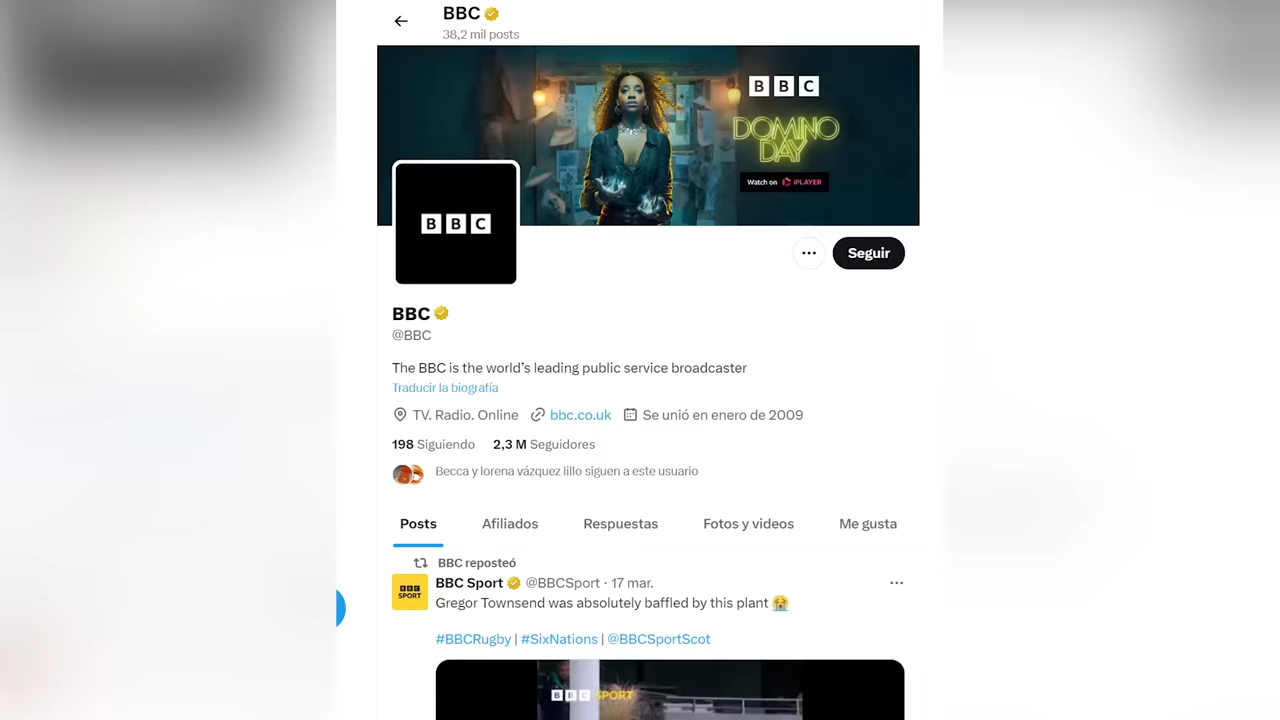 BBC
38,2 mil posts
BBC
DOMINO
DAY
Watch on iPLAYER
BBC
Seguir
BBC
@BBC
The BBC is the world's leading public service broadcaster
Traducir la biografía
TV. Radio. Online bbc.co.uk Se unió en enero de 2009
198 Siguiendo 2,3 M Seguidores
Becca y lorena vázquez lillo siguen a este usuario
Posts Afiliados Respuestas Fotos y videos Me gusta
BBC reposteó
BBC Sport @BBCSport · 17 mar.
BBC
SPORT
Gregor Townsend was absolutely baffled by this plant 😭
#BBCRugby | #SixNations | @BBCSportScot
BBC SPORT